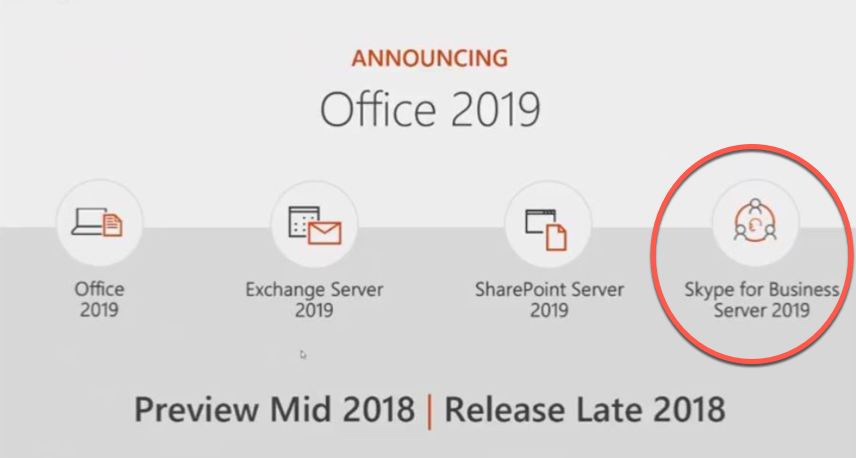 ANNOUNCING
Office 2019
Office
2019
Exchange Server
2019
SharePoint Server
2019
Skype for Business
Server 2019
Preview Mid 2018 | Release Late 2018